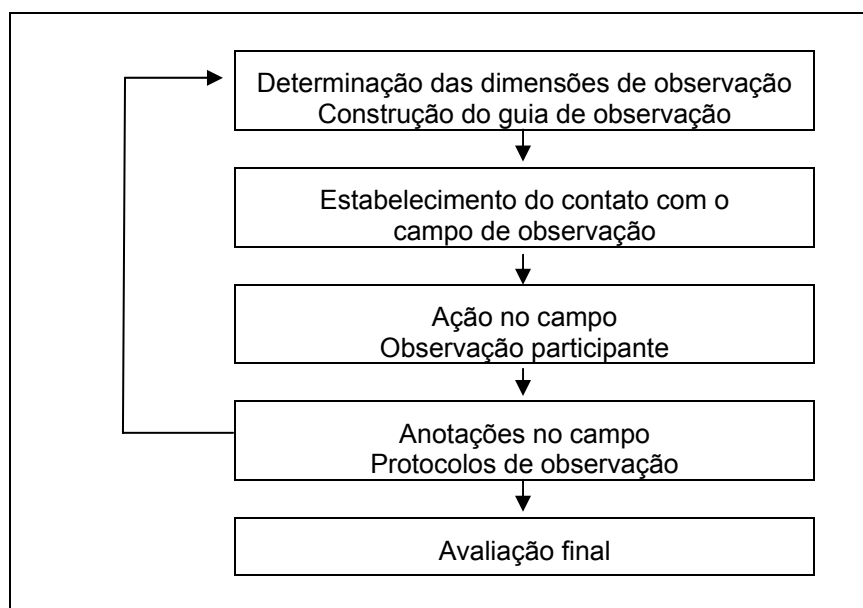 Determinação das dimensões de observação
Construção do guia de observação
Estabelecimento do contato com o
campo de observação
Ação no campo
Observação participante
Anotações no campo
Protocolos de observação
Avaliação final